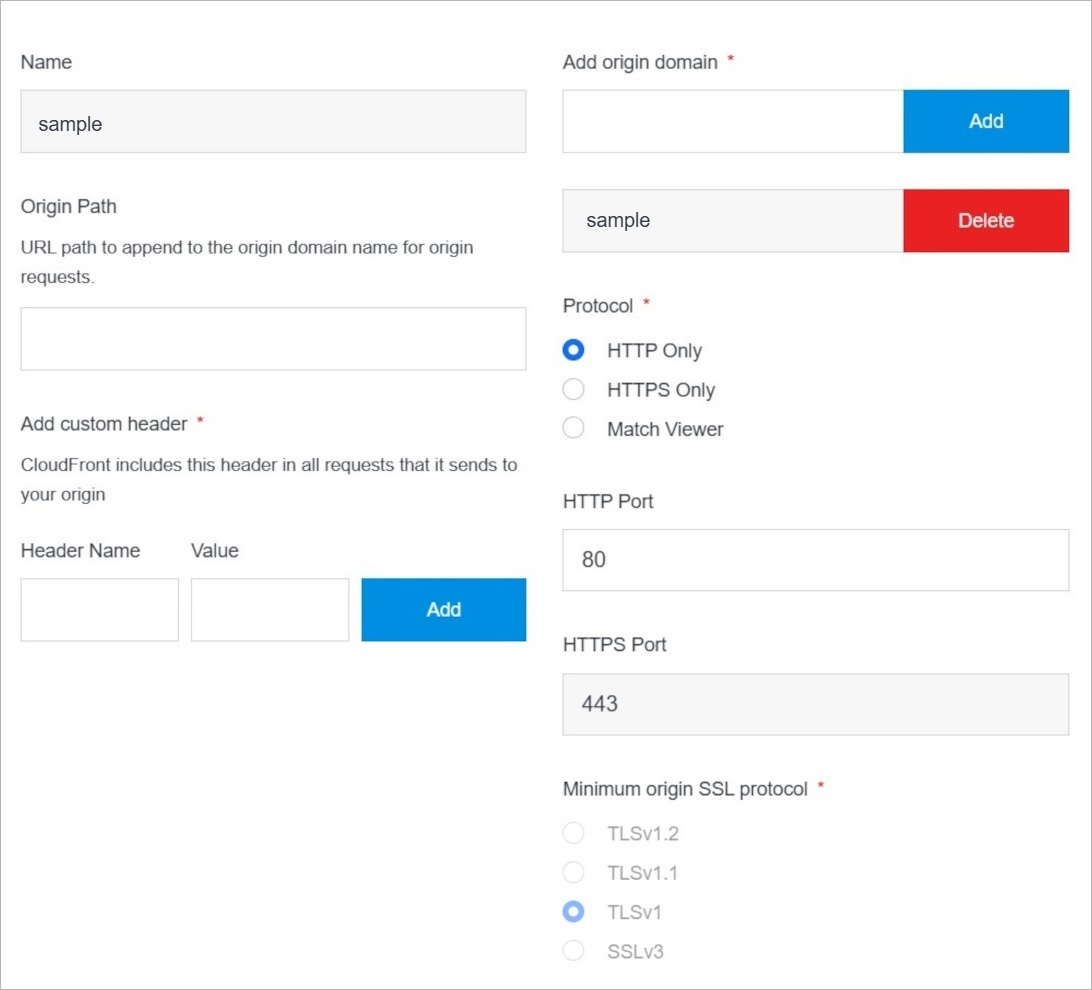 Name
sample
Origin Path
URL path to append to the origin domain name for origin
requests.
Add custom header *
CloudFront includes this header in all requests that it sends to
your origin
Header Name Value
Add
Add origin domain *
Add
sample Delete
Protocol *
HTTP Only
HTTPS Only
Match Viewer
HTTP Port
80
HTTPS Port
443
Minimum origin SSL protocol *
TLSv1.2
TLSv1.1
TLSv1
SSLv3